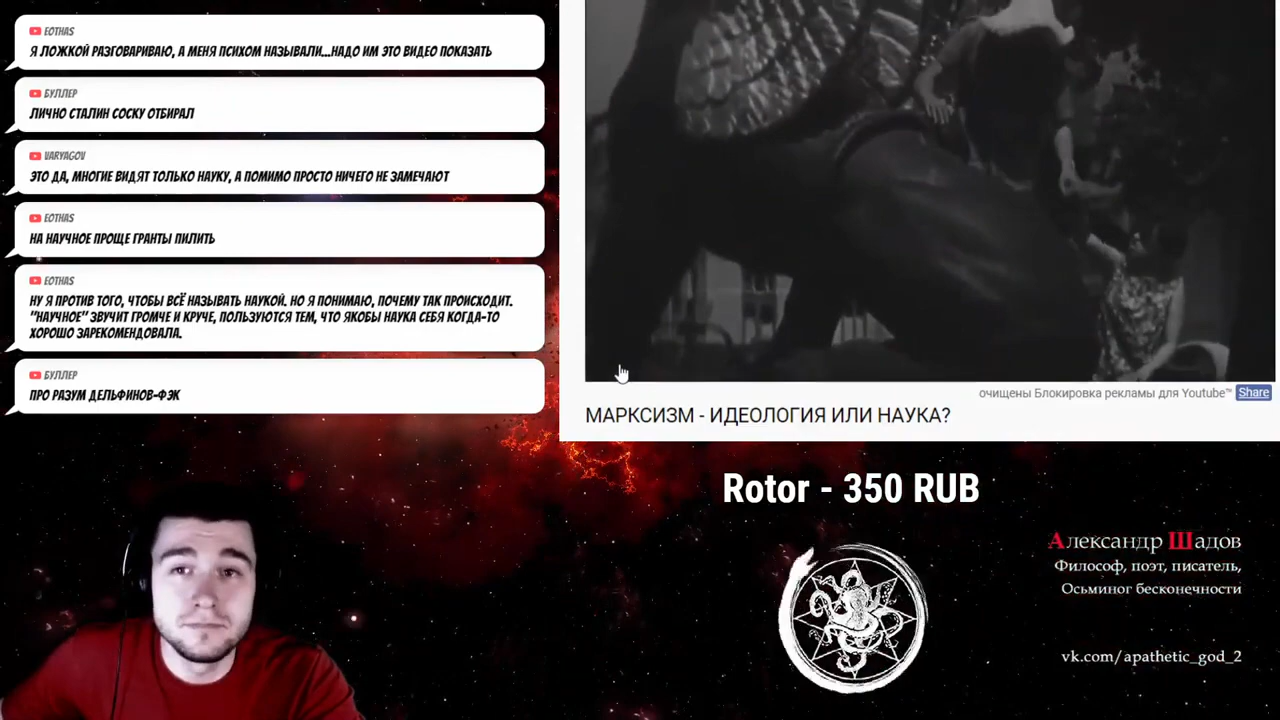 EOTHAS
Я ЛОЖКОЙ РАЗГОВАРИВАЮ, А МЕНЯ ПСИХОМ НАЗЫВАЛИ...НАДО ИМ ЭТО ВИДЕО ПОКАЗАТЬ
БУЛЛЕР
ЛИЧНО СТАЛИН СОСКУ ОТБИРАЛ
VARYAGOV
ЭТО ДА, МНОГИЕ ВИДЯТ ТОЛЬКО НАУКУ, А ПОМИМО ПРОСТО НИЧЕГО НЕ ЗАМЕЧАЮТ
EOTHAS
НА НАУЧНОЕ ПРОЩЕ ГРАНТЫ ПИЛИТЬ
EOTHAS
НУ Я ПРОТИВ ТОГО, ЧТОБЫ ВСЁ НАЗЫВАТЬ НАУКОЙ. НО Я ПОНИМАЮ, ПОЧЕМУ ТАК ПРОИСХОДИТ.
"НАУЧНОЕ" ЗВУЧИТ ГРОМЧЕ И КРУЧЕ, ПОЛЬЗУЮТСЯ ТЕМ, ЧТО ЯКОБЫ НАУКА СЕБЯ КОГДА-ТО
ХОРОШО ЗАРЕКОМЕНДОВАЛА.
БУЛЛЕР
ПРО РАЗУМ ДЕЛЬФИНОВ-ФЭК
очищены Блокировка рекламы для Youtube™ Share
МАРКСИЗМ - ИДЕОЛОГИЯ ИЛИ НАУКА?
Rotor - 350 RUB
Александр Шадов
Философ, поэт, писатель,
Осьминог бесконечности
vk.com/apathetic_god_2